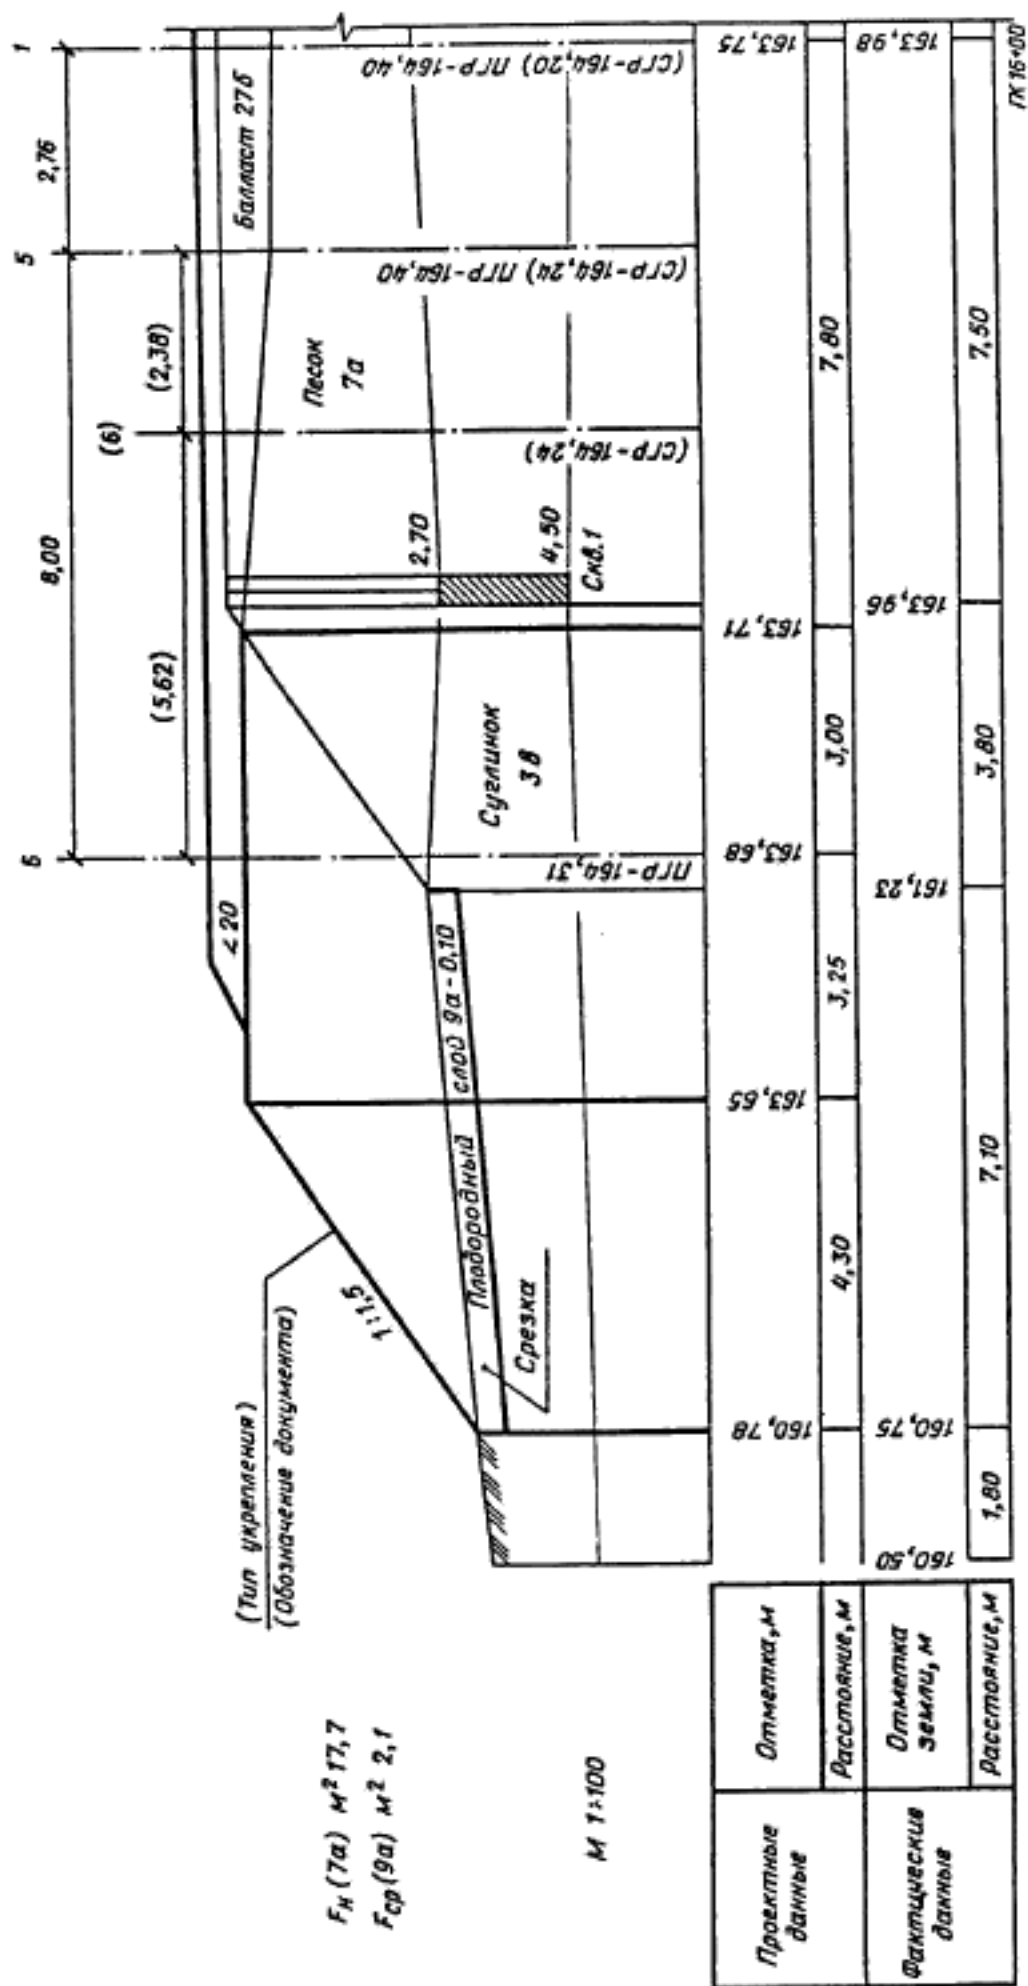 1
5
(6)
6
2,76
8,00
(2,38)
(5,62)
Балласт 27б
Песок
7а
Суглинок
3в
(СГР-164,20) ПГР-164,40
(СГР-164,24) ПГР-164,40
(СГР-164,24)
ПГР-164,31
2,70
4,50
Скв.1
<20
Плодородный слой 9а-0,10
Срезка
1:1,5
(Тип укрепления)
(Обозначение документа)
Fн (7а) м² 17,7
Fср (9а) м² 2,1
М 1:100
Проектные
данные
Отметка, м
160,78
163,65
163,68
163,71
163,75
Расстояние, м
4,30
3,25
3,00
7,80
Фактические
данные
Отметка
земли, м
160,50
160,75
161,23
163,96
163,98
Расстояние, м
1,80
7,10
3,80
7,50
ПК 16+00